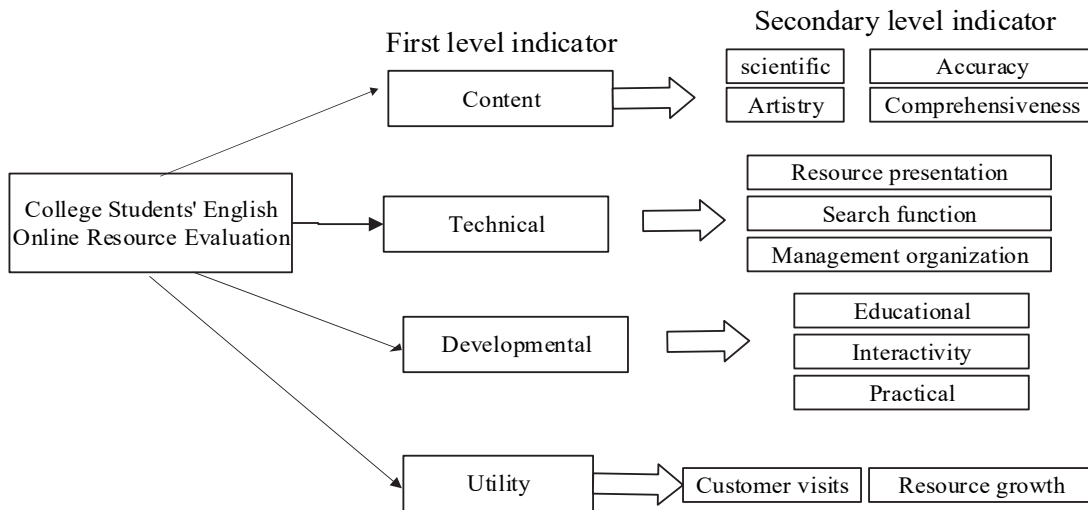 First level indicator
Secondary level indicator
College Students' English
Online Resource Evaluation
Content
scientific
Accuracy
Artistry
Comprehensiveness
Technical
Resource presentation
Search function
Management organization
Developmental
Educational
Interactivity
Practical
Utility
Customer visits
Resource growth